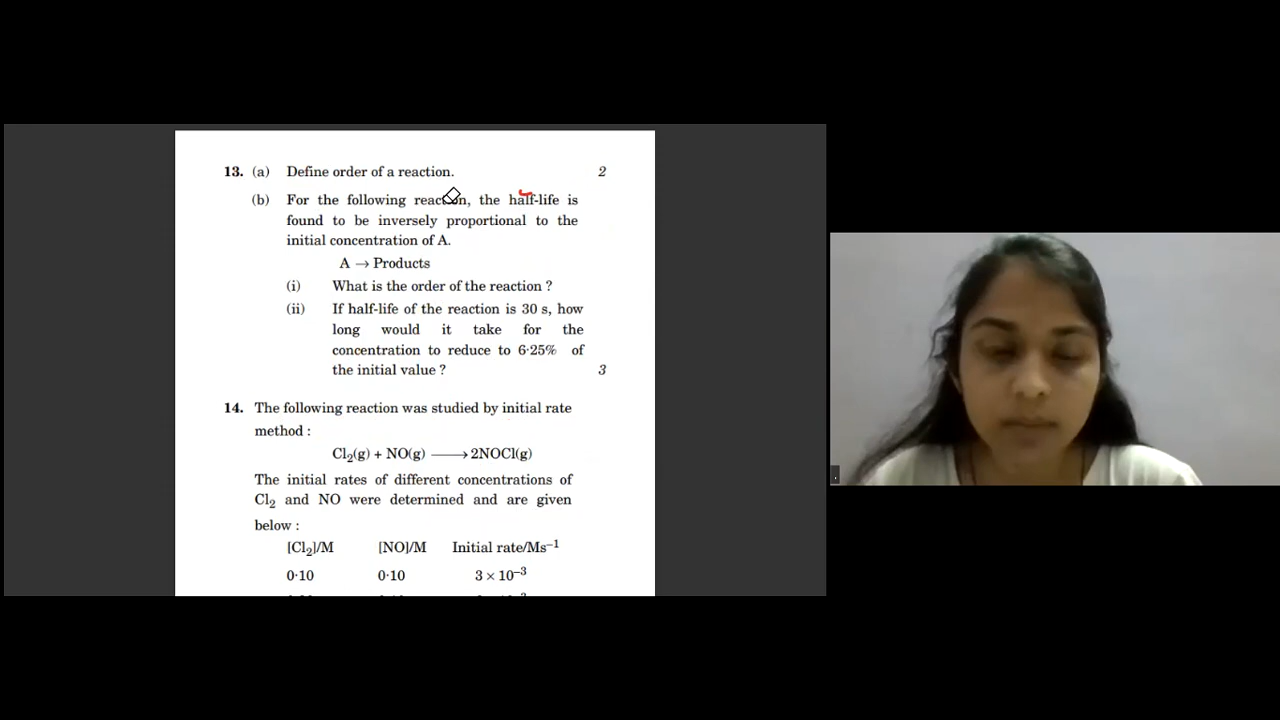 13. (a) Define order of a reaction. 2
(b) For the following reaction, the half-life is
found to be inversely proportional to the
initial concentration of A.
A → Products
(i) What is the order of the reaction ?
(ii) If half-life of the reaction is 30 s, how
long would it take for the
concentration to reduce to 6·25% of
the initial value ? 3
14. The following reaction was studied by initial rate
method :
Cl₂(g) + NO(g) ⟶ 2NOCl(g)
The initial rates of different concentrations of
Cl₂ and NO were determined and are given
below :
[Cl₂]/M [NO]/M Initial rate/Ms⁻¹
0·10 0·10 3 × 10⁻³